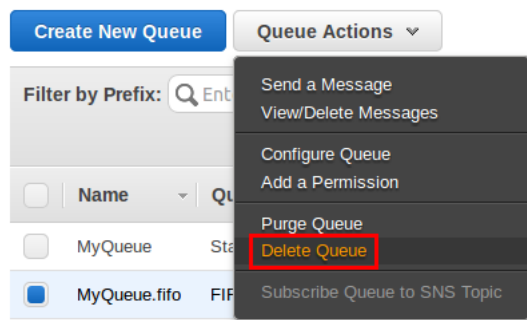 Create New Queue
Queue Actions
Filter by Prefix:
Send a Message
View/Delete Messages
Configure Queue
Add a Permission
Purge Queue
Delete Queue
Subscribe Queue to SNS Topic
Name
MyQueue
MyQueue.fifo